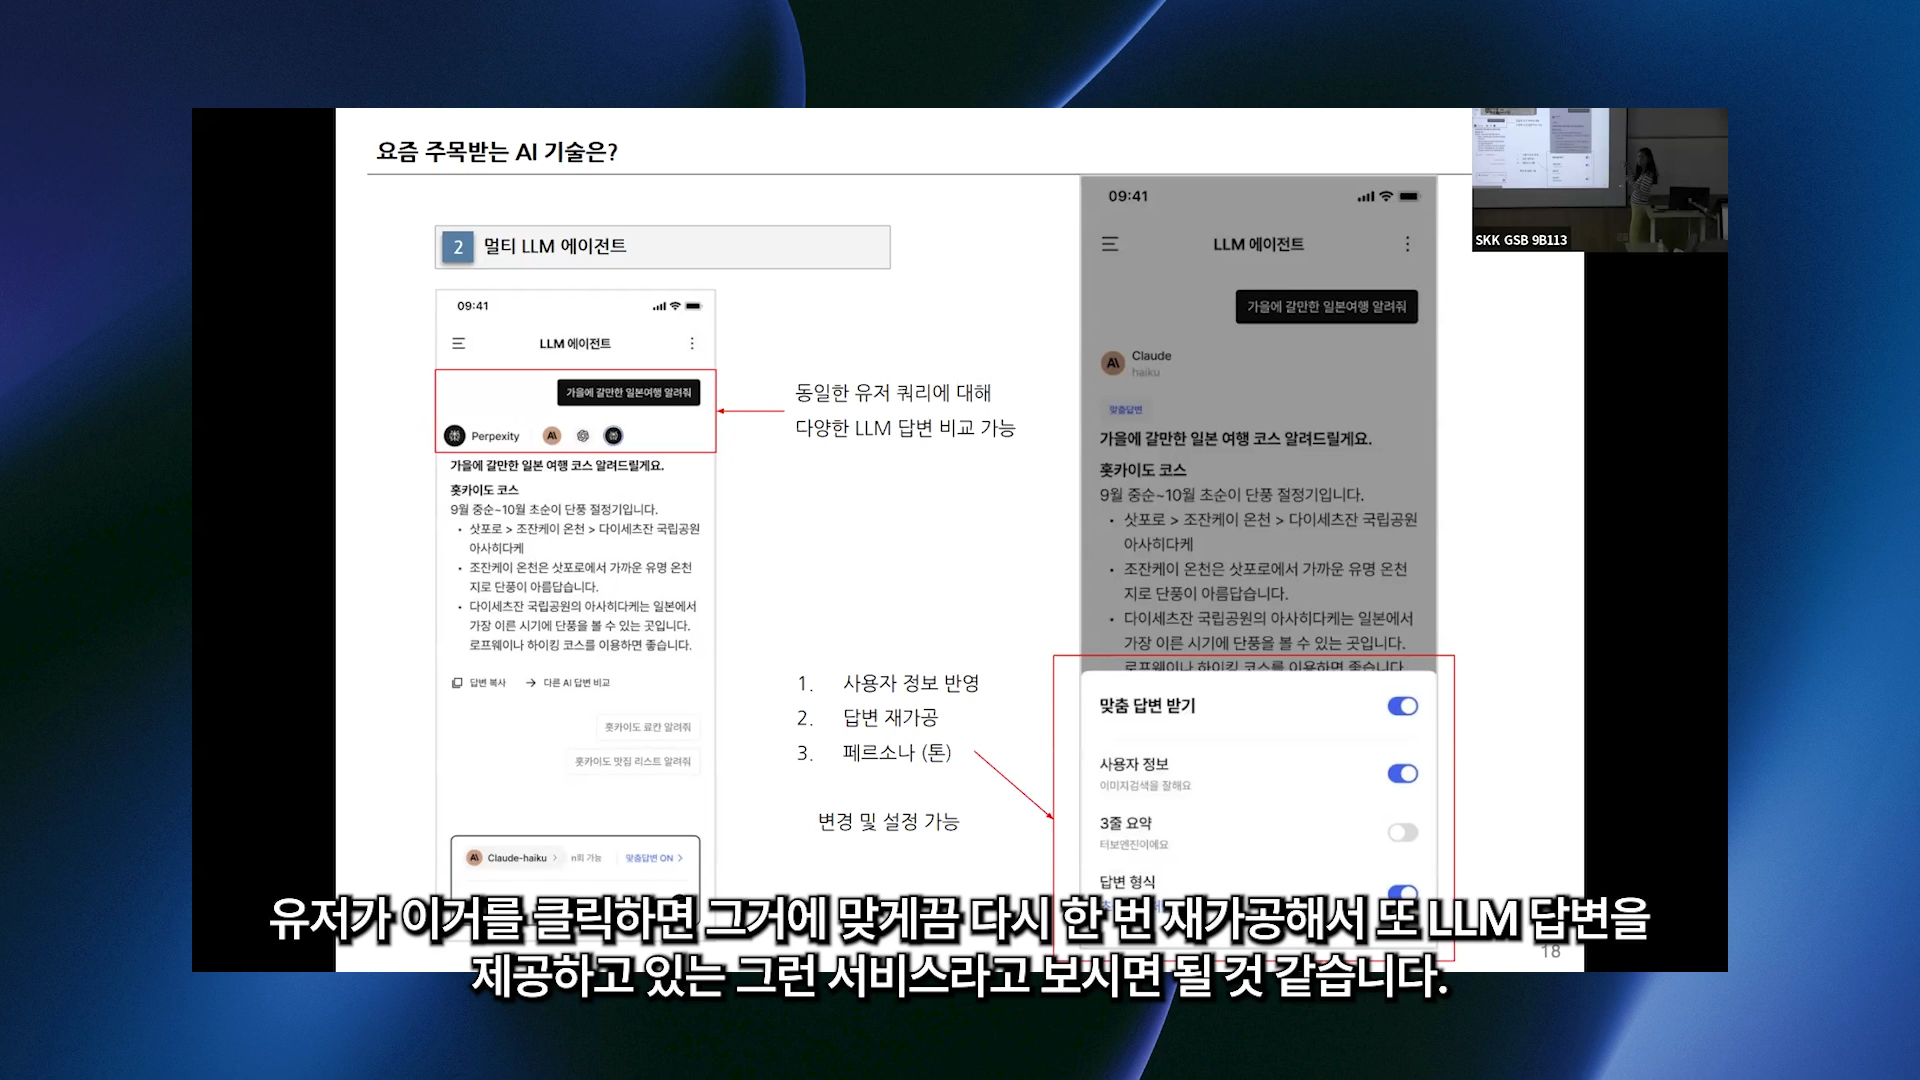 요즘 주목받는 AI 기술은?
2 멀티 LLM 에이전트
09:41
LLM 에이전트
가을에 갈만한 일본여행 알려줘
Perpexity
가을에 갈만한 일본 여행 코스 알려드릴게요.
홋카이도 코스
9월 중순~10월 초순이 단풍 절정기입니다.
• 삿포로 > 조잔케이 온천 > 다이세츠잔 국립공원
아사히다케
• 조잔케이 온천은 삿포로에서 가까운 유명 온천
지로 단풍이 아름답습니다.
• 다이세츠잔 국립공원의 아사히다케는 일본에서
가장 이른 시기에 단풍을 볼 수 있는 곳입니다.
로프웨이나 하이킹 코스를 이용하면 좋습니다.
답변 복사 → 다른 AI 답변 비교
홋카이도 료칸 알려줘
홋카이도 맛집 리스트 알려줘
Claude-haiku > n회 가능 맞춤답변 ON >
동일한 유저 쿼리에 대해
다양한 LLM 답변 비교 가능
1. 사용자 정보 반영
2. 답변 재가공
3. 페르소나 (톤)
변경 및 설정 가능
09:41
LLM 에이전트
가을에 갈만한 일본여행 알려줘
Claude
haiku
맞춤답변
가을에 갈만한 일본 여행 코스 알려드릴게요.
홋카이도 코스
9월 중순~10월 초순이 단풍 절정기입니다.
• 삿포로 > 조잔케이 온천 > 다이세츠잔 국립공원
아사히다케
• 조잔케이 온천은 삿포로에서 가까운 유명 온천
지로 단풍이 아름답습니다.
• 다이세츠잔 국립공원의 아사히다케는 일본에서
가장 이른 시기에 단풍을 볼 수 있는 곳입니다.
로프웨이나 하이킹 코스를 이용하면 좋습니다
맞춤 답변 받기
사용자 정보
이미지검색을 잘해요
3줄 요약
터보엔진이에요
답변 형식
SKK GSB 9B113
18
유저가 이거를 클릭하면 그거에 맞게끔 다시 한 번 재가공해서 또 LLM 답변을
제공하고 있는 그런 서비스라고 보시면 될 것 같습니다.